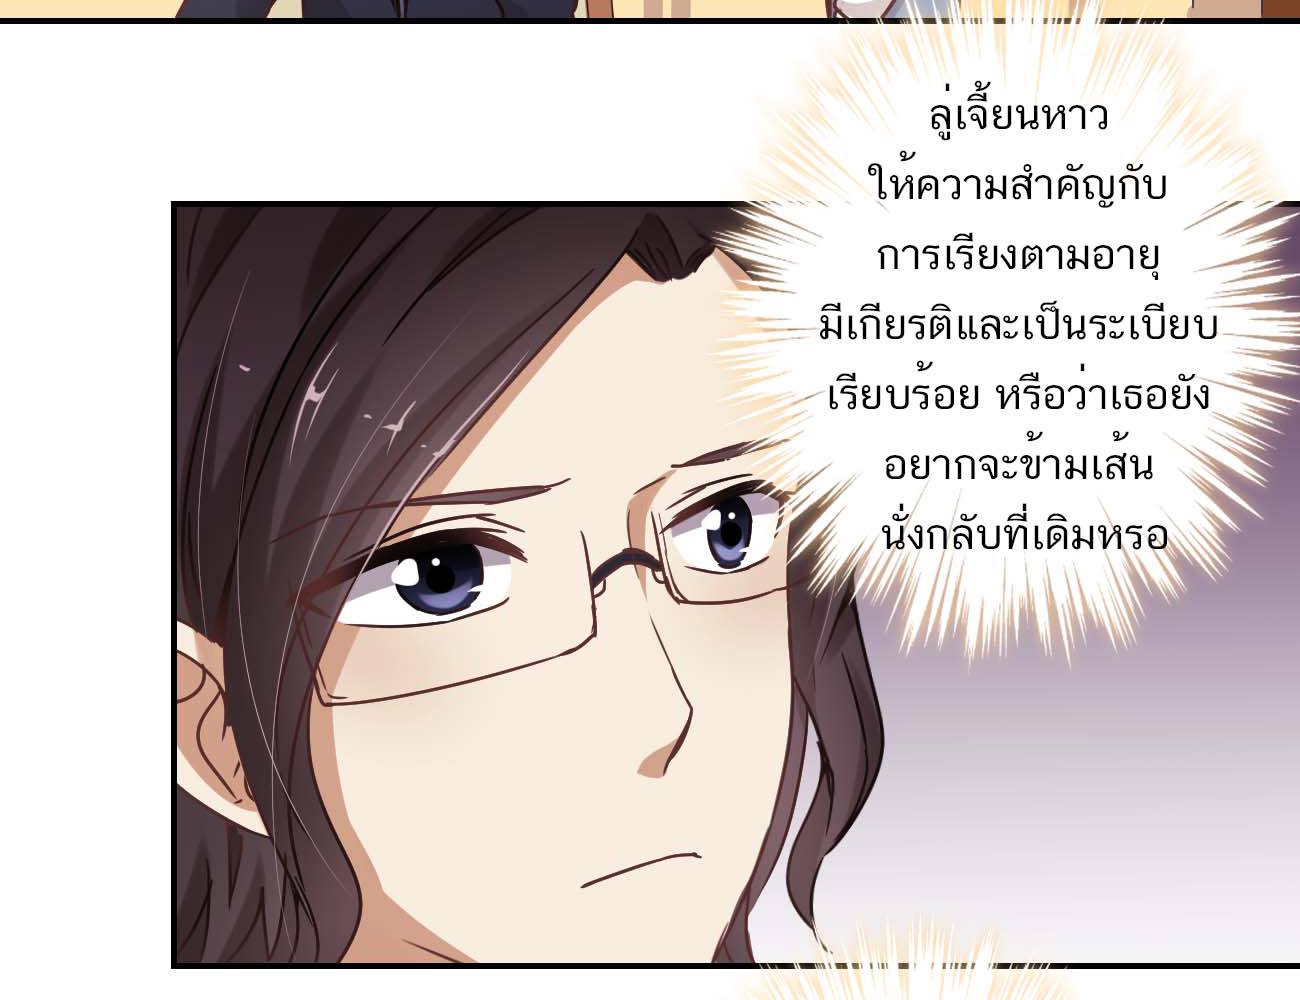 ลู่เจี้ยนหาว
ให้ความสำคัญกับ
การเรียงตามอายุ
มีเกียรติและเป็นระเบียบ
เรียบร้อย หรือว่าเธอยัง
อยากจะข้ามเส้น
นั่งกลับที่เดิมหรอ